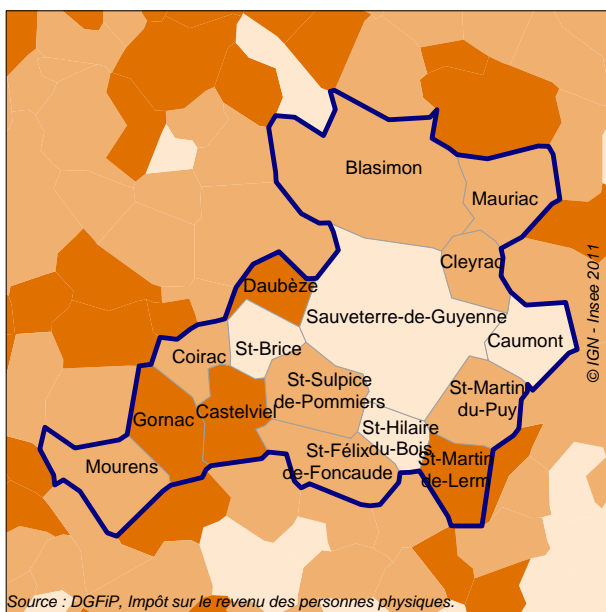 Blasimon
Mauriac
Cleyrac
Daubèze
Sauveterre-de-Guyenne
Caumont
St-Brice
Coirac
St-Sulpice
de-Pommiers
St-Martin
du-Puy
Gornac
Castelviel
St-Hilaire
du-Bois
St-Félix
de-Foncaude
St-Martin
de-Lerm
Mourens
© IGN - Insee 2011
Source : DGFiP, Impôt sur le revenu des personnes physiques.